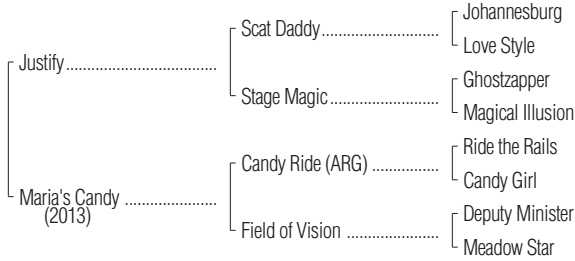 Johannesburg
Scat Daddy
Love Style
Justify
Ghostzapper
Stage Magic
Magical Illusion
Ride the Rails
Candy Ride (ARG)
Candy Girl
Maria's Candy
(2013)
Deputy Minister
Field of Vision
Meadow Star